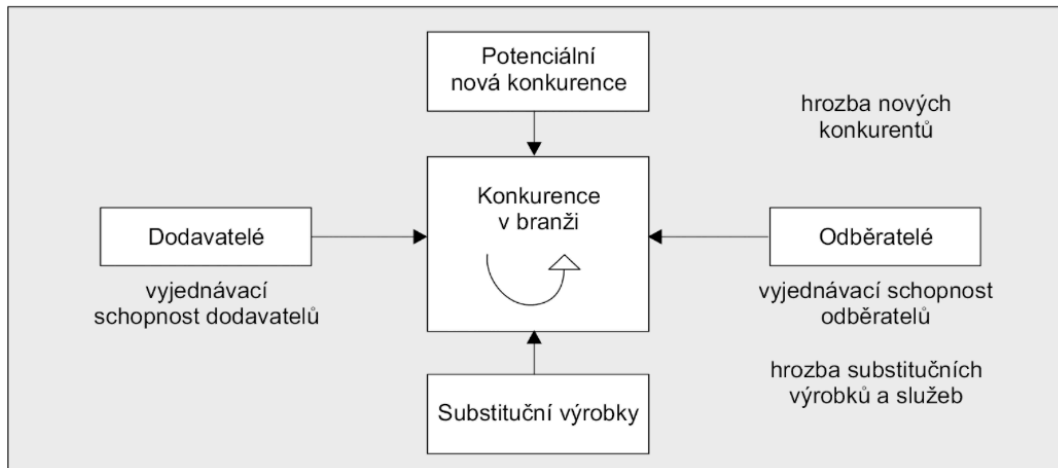 Potenciální
nová konkurence
hrozba nových
konkurentů
Konkurence
v branži
Dodavatelé
Odběratelé
vyjednávací
schopnost dodavatelů
vyjednávací schopnost
odběratelů
hrozba substitučních
výrobků a služeb
Substituční výrobky